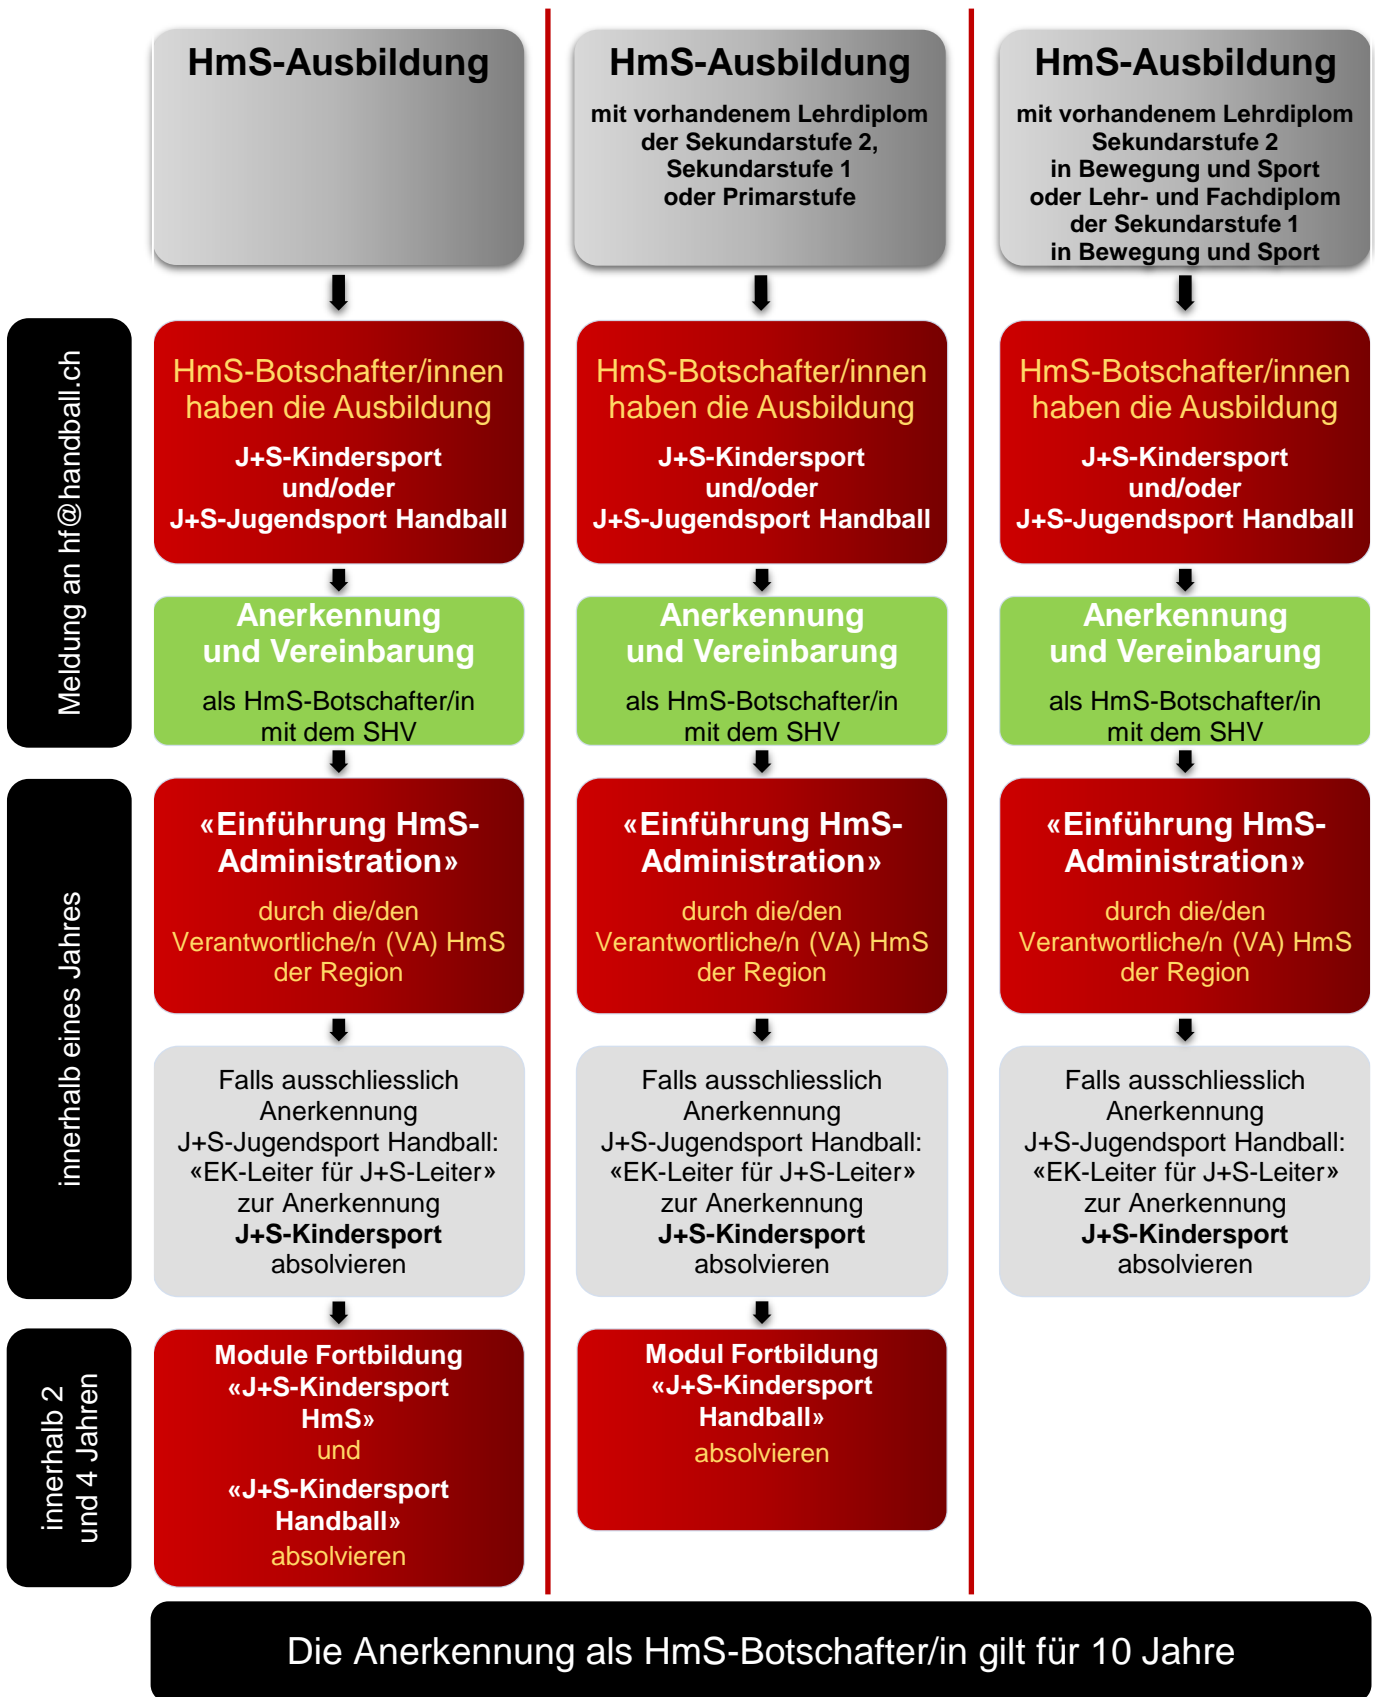 HmS-Ausbildung
HmS-Ausbildung
mit vorhandenem Lehrdiplom
der Sekundarstufe 2,
Sekundarstufe 1
oder Primarstufe
HmS-Ausbildung
mit vorhandenem Lehrdiplom
Sekundarstufe 2
in Bewegung und Sport
oder Lehr- und Fachdiplom
der Sekundarstufe 1
in Bewegung und Sport
Meldung an hf@handball.ch
HmS-Botschafter/innen
haben die Ausbildung
J+S-Kindersport
und/oder
J+S-Jugendsport Handball
HmS-Botschafter/innen
haben die Ausbildung
J+S-Kindersport
und/oder
J+S-Jugendsport Handball
HmS-Botschafter/innen
haben die Ausbildung
J+S-Kindersport
und/oder
J+S-Jugendsport Handball
Anerkennung
und Vereinbarung
als HmS-Botschafter/in
mit dem SHV
Anerkennung
und Vereinbarung
als HmS-Botschafter/in
mit dem SHV
Anerkennung
und Vereinbarung
als HmS-Botschafter/in
mit dem SHV
innerhalb eines Jahres
«Einführung HmS-
Administration»
durch die/den
Verantwortliche/n (VA) HmS
der Region
«Einführung HmS-
Administration»
durch die/den
Verantwortliche/n (VA) HmS
der Region
«Einführung HmS-
Administration»
durch die/den
Verantwortliche/n (VA) HmS
der Region
Falls ausschliesslich
Anerkennung
J+S-Jugendsport Handball:
«EK-Leiter für J+S-Leiter»
zur Anerkennung
J+S-Kindersport
absolvieren
Falls ausschliesslich
Anerkennung
J+S-Jugendsport Handball:
«EK-Leiter für J+S-Leiter»
zur Anerkennung
J+S-Kindersport
absolvieren
Falls ausschliesslich
Anerkennung
J+S-Jugendsport Handball:
«EK-Leiter für J+S-Leiter»
zur Anerkennung
J+S-Kindersport
absolvieren
innerhalb 2
und 4 Jahren
Module Fortbildung
«J+S-Kindersport
HmS»
und
«J+S-Kindersport
Handball»
absolvieren
Modul Fortbildung
«J+S-Kindersport
Handball»
absolvieren
Die Anerkennung als HmS-Botschafter/in gilt für 10 Jahre